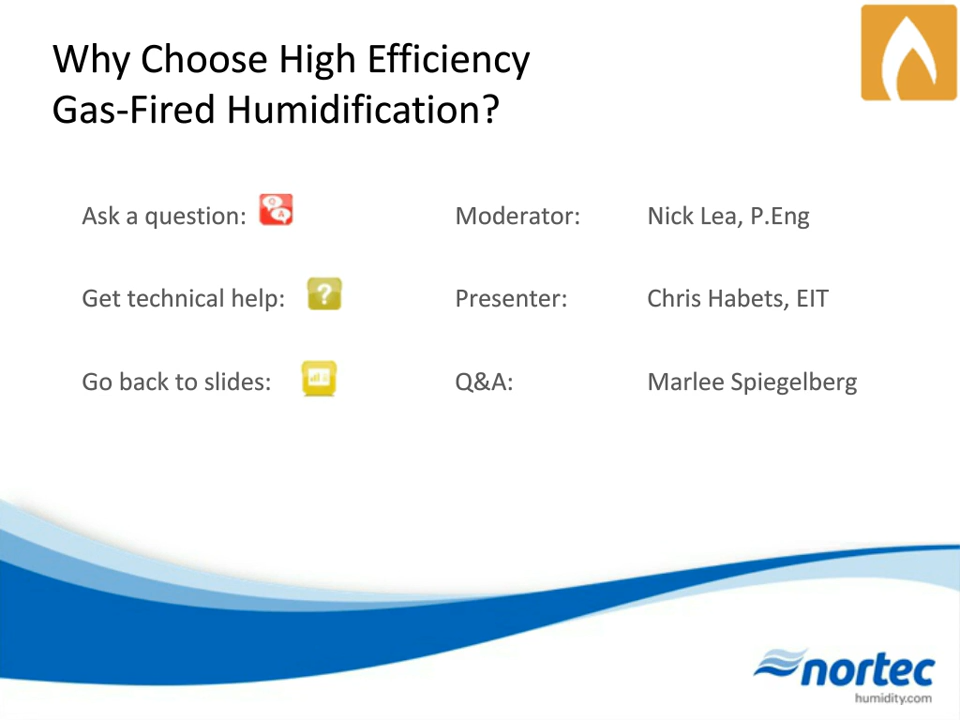 Why Choose High Efficiency
Gas-Fired Humidification?
Ask a question:
Moderator: Nick Lea, P.Eng
Get technical help:
?
Presenter: Chris Habets, EIT
Go back to slides:
Q&A: Marlee Spiegelberg
nortec
humidity.com